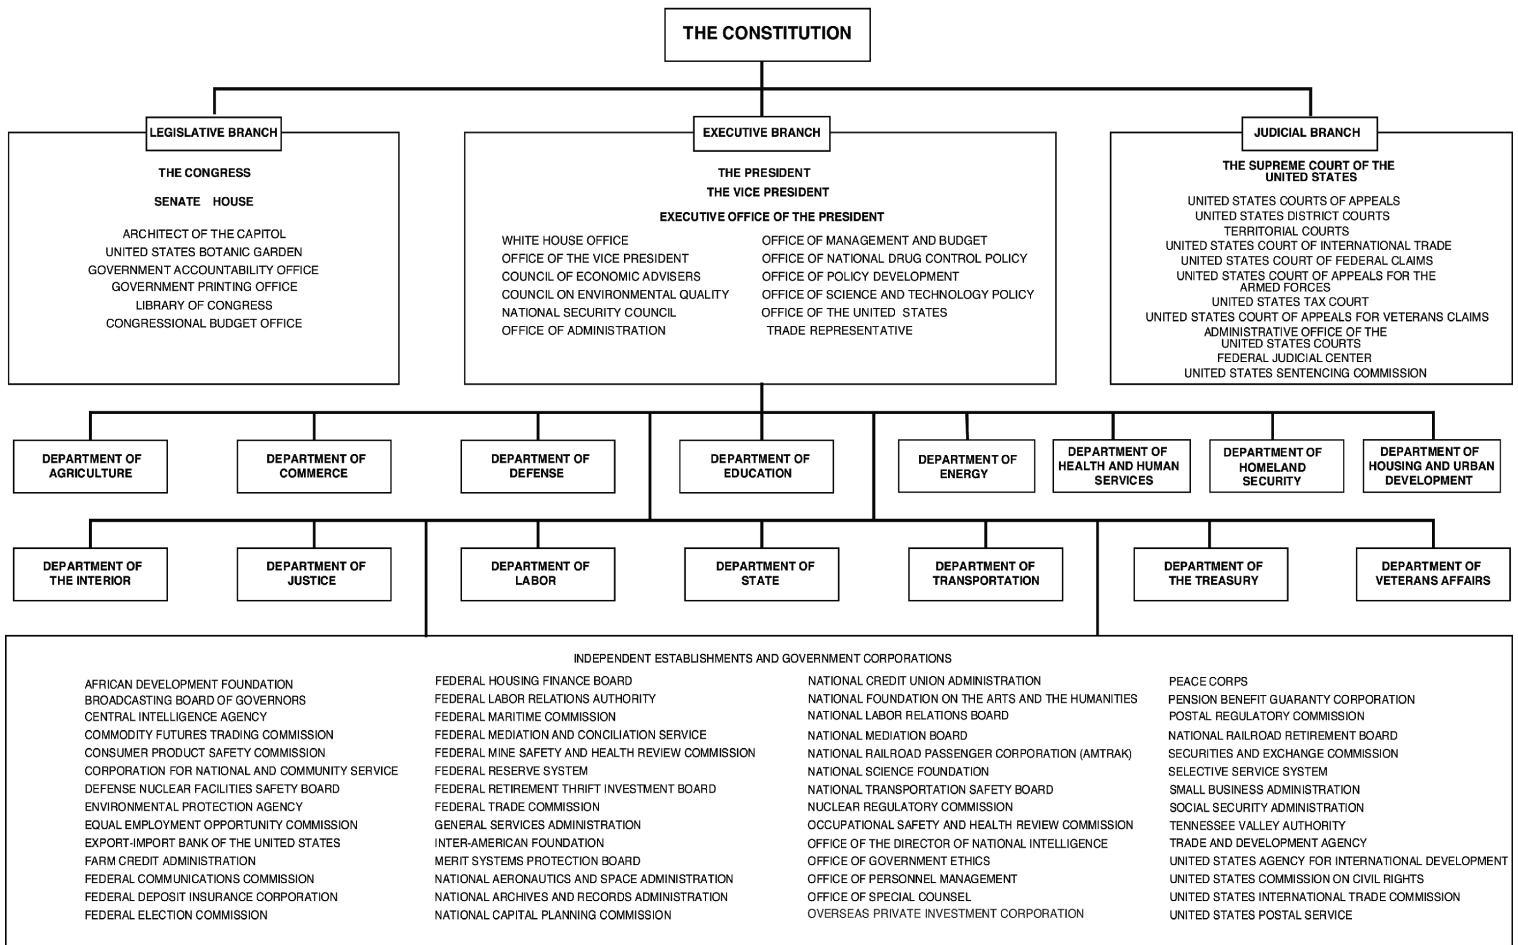 THE CONSTITUTION
LEGISLATIVE BRANCH
THE CONGRESS
SENATE HOUSE
ARCHITECT OF THE CAPITOL
UNITED STATES BOTANIC GARDEN
GOVERNMENT ACCOUNTABILITY OFFICE
GOVERNMENT PRINTING OFFICE
LIBRARY OF CONGRESS
CONGRESSIONAL BUDGET OFFICE
EXECUTIVE BRANCH
THE PRESIDENT
THE VICE PRESIDENT
EXECUTIVE OFFICE OF THE PRESIDENT
WHITE HOUSE OFFICE
OFFICE OF THE VICE PRESIDENT
COUNCIL OF ECONOMIC ADVISERS
COUNCIL ON ENVIRONMENTAL QUALITY
NATIONAL SECURITY COUNCIL
OFFICE OF ADMINISTRATION
OFFICE OF MANAGEMENT AND BUDGET
OFFICE OF NATIONAL DRUG CONTROL POLICY
OFFICE OF POLICY DEVELOPMENT
OFFICE OF SCIENCE AND TECHNOLOGY POLICY
OFFICE OF THE UNITED STATES
TRADE REPRESENTATIVE
JUDICIAL BRANCH
THE SUPREME COURT OF THE
UNITED STATES
UNITED STATES COURTS OF APPEALS
UNITED STATES DISTRICT COURTS
TERRITORIAL COURTS
UNITED STATES COURT OF INTERNATIONAL TRADE
UNITED STATES COURT OF FEDERAL CLAIMS
UNITED STATES COURT OF APPEALS FOR THE
ARMED FORCES
UNITED STATES TAX COURT
UNITED STATES COURT OF APPEALS FOR VETERANS CLAIMS
ADMINISTRATIVE OFFICE OF THE
UNITED STATES COURTS
FEDERAL JUDICIAL CENTER
UNITED STATES SENTENCING COMMISSION
DEPARTMENT OF
AGRICULTURE
DEPARTMENT OF
COMMERCE
DEPARTMENT OF
DEFENSE
DEPARTMENT OF
EDUCATION
DEPARTMENT OF
ENERGY
DEPARTMENT OF
HEALTH AND HUMAN
SERVICES
DEPARTMENT OF
HOMELAND
SECURITY
DEPARTMENT OF
HOUSING AND URBAN
DEVELOPMENT
DEPARTMENT OF
THE INTERIOR
DEPARTMENT OF
JUSTICE
DEPARTMENT OF
LABOR
DEPARTMENT OF
STATE
DEPARTMENT OF
TRANSPORTATION
DEPARTMENT OF
THE TREASURY
DEPARTMENT OF
VETERANS AFFAIRS
INDEPENDENT ESTABLISHMENTS AND GOVERNMENT CORPORATIONS
AFRICAN DEVELOPMENT FOUNDATION
BROADCASTING BOARD OF GOVERNORS
CENTRAL INTELLIGENCE AGENCY
COMMODITY FUTURES TRADING COMMISSION
CONSUMER PRODUCT SAFETY COMMISSION
CORPORATION FOR NATIONAL AND COMMUNITY SERVICE
DEFENSE NUCLEAR FACILITIES SAFETY BOARD
ENVIRONMENTAL PROTECTION AGENCY
EQUAL EMPLOYMENT OPPORTUNITY COMMISSION
EXPORT-IMPORT BANK OF THE UNITED STATES
FARM CREDIT ADMINISTRATION
FEDERAL COMMUNICATIONS COMMISSION
FEDERAL DEPOSIT INSURANCE CORPORATION
FEDERAL ELECTION COMMISSION
FEDERAL HOUSING FINANCE BOARD
FEDERAL LABOR RELATIONS AUTHORITY
FEDERAL MARITIME COMMISSION
FEDERAL MEDIATION AND CONCILIATION SERVICE
FEDERAL MINE SAFETY AND HEALTH REVIEW COMMISSION
FEDERAL RESERVE SYSTEM
FEDERAL RETIREMENT THRIFT INVESTMENT BOARD
FEDERAL TRADE COMMISSION
GENERAL SERVICES ADMINISTRATION
INTER-AMERICAN FOUNDATION
MERIT SYSTEMS PROTECTION BOARD
NATIONAL AERONAUTICS AND SPACE ADMINISTRATION
NATIONAL ARCHIVES AND RECORDS ADMINISTRATION
NATIONAL CAPITAL PLANNING COMMISSION
NATIONAL CREDIT UNION ADMINISTRATION
NATIONAL FOUNDATION ON THE ARTS AND THE HUMANITIES
NATIONAL LABOR RELATIONS BOARD
NATIONAL MEDIATION BOARD
NATIONAL RAILROAD PASSENGER CORPORATION (AMTRAK)
NATIONAL SCIENCE FOUNDATION
NATIONAL TRANSPORTATION SAFETY BOARD
NUCLEAR REGULATORY COMMISSION
OCCUPATIONAL SAFETY AND HEALTH REVIEW COMMISSION
OFFICE OF THE DIRECTOR OF NATIONAL INTELLIGENCE
OFFICE OF GOVERNMENT ETHICS
OFFICE OF PERSONNEL MANAGEMENT
OFFICE OF SPECIAL COUNSEL
OVERSEAS PRIVATE INVESTMENT CORPORATION
PEACE CORPS
PENSION BENEFIT GUARANTY CORPORATION
POSTAL REGULATORY COMMISSION
NATIONAL RAILROAD RETIREMENT BOARD
SECURITIES AND EXCHANGE COMMISSION
SELECTIVE SERVICE SYSTEM
SMALL BUSINESS ADMINISTRATION
SOCIAL SECURITY ADMINISTRATION
TENNESSEE VALLEY AUTHORITY
TRADE AND DEVELOPMENT AGENCY
UNITED STATES AGENCY FOR INTERNATIONAL DEVELOPMENT
UNITED STATES COMMISSION ON CIVIL RIGHTS
UNITED STATES INTERNATIONAL TRADE COMMISSION
UNITED STATES POSTAL SERVICE